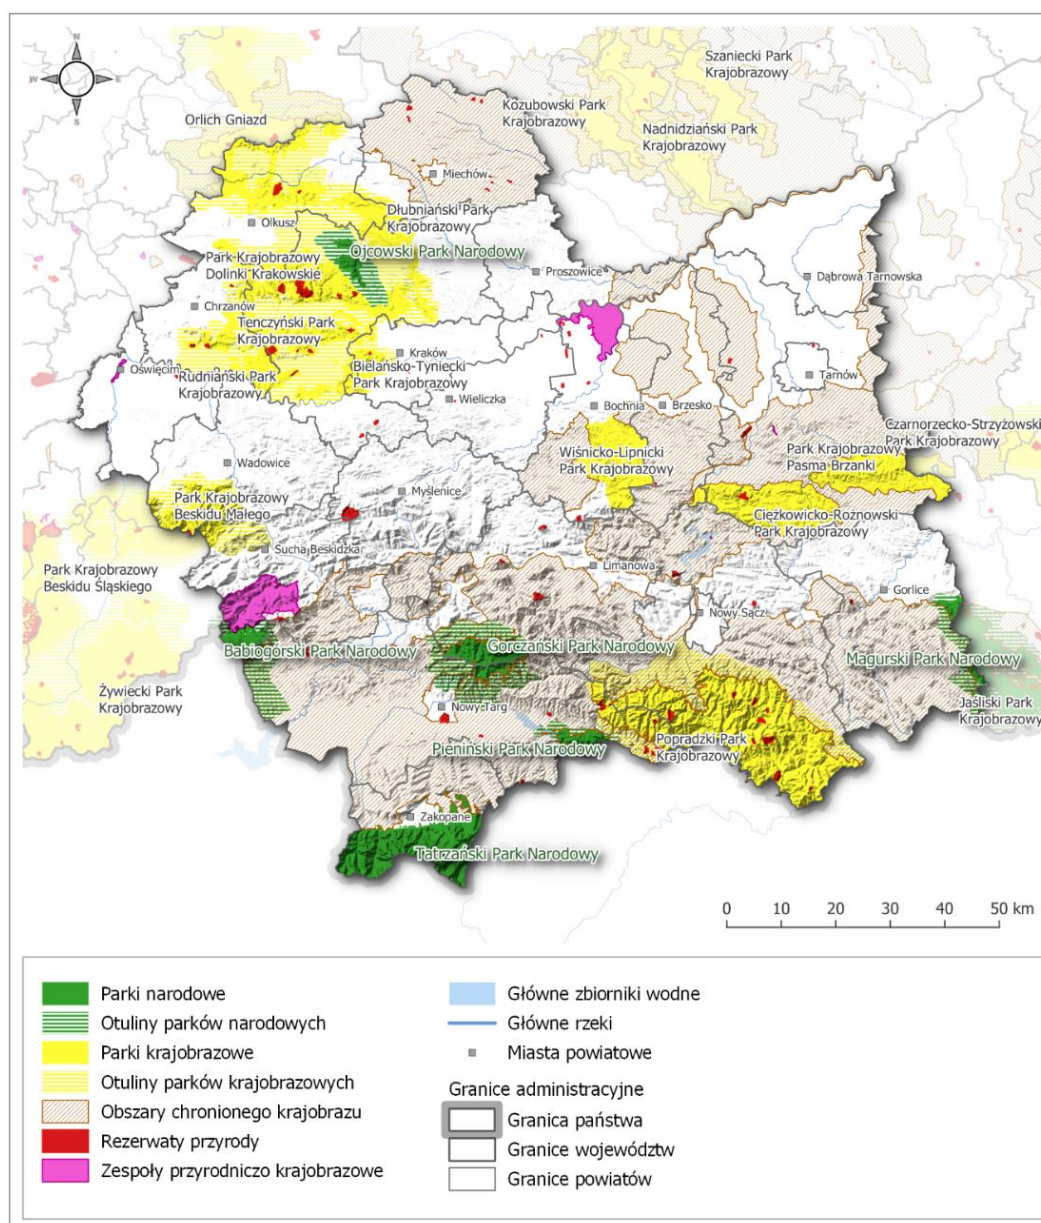 N
W
E
S
Szaniecki Park
Krajobrazowy
Kozubowski Park
Krajobrazowy
Orlich Gniazd
Nadnidziański Park
Krajobrazowy
Miechów
Dłubniański Park
Krajobrazowy
Olkusz
Ojcowski Park Narodowy
Park Krajobrazowy
Dolinki Krakowskie
Proszowice
Dąbrowa Tarnowska
Chrzanów
Tenczyński Park
Krajobrazowy
Kraków
Bielańsko-Tyniecki
Park Krajobrazowy
Oświęcim
Rudniański Park
Krajobrazowy
Tarnów
Wieliczka
Bochnia
Brzesko
Czarnorzecko-Strzyżowski
Park Krajobrazowy
Wiśnicko-Lipnicki
Park Krajobrazowy
Park Krajobrazowy
Pasma Brzanki
Wadowice
Myślenice
Park Krajobrazowy
Beskidu Małego
Ciężkowicko-Rożnowski
Park Krajobrazowy
Sucha Beskidzka
Park Krajobrazowy
Beskidu Śląskiego
Limanowa
Gorlice
Nowy Sącz
Babiogórski Park Narodowy
Gorczański Park Narodowy
Magurski Park Narodowy
Żywiecki Park
Krajobrazowy
Jaśliski Park
Krajobrazowy
Nowy Targ
Pieniński Park Narodowy
Popradzki Park
Krajobrazowy
Zakopane
Tatrzański Park Narodowy
0 10 20 30 40 50 km
Parki narodowe
Otuliny parków narodowych
Parki krajobrazowe
Otuliny parków krajobrazowych
Obszary chronionego krajobrazu
Rezerwaty przyrody
Zespoły przyrodniczo krajobrazowe
Główne zbiorniki wodne
Główne rzeki
Miasta powiatowe
Granice administracyjne
Granica państwa
Granice województw
Granice powiatów